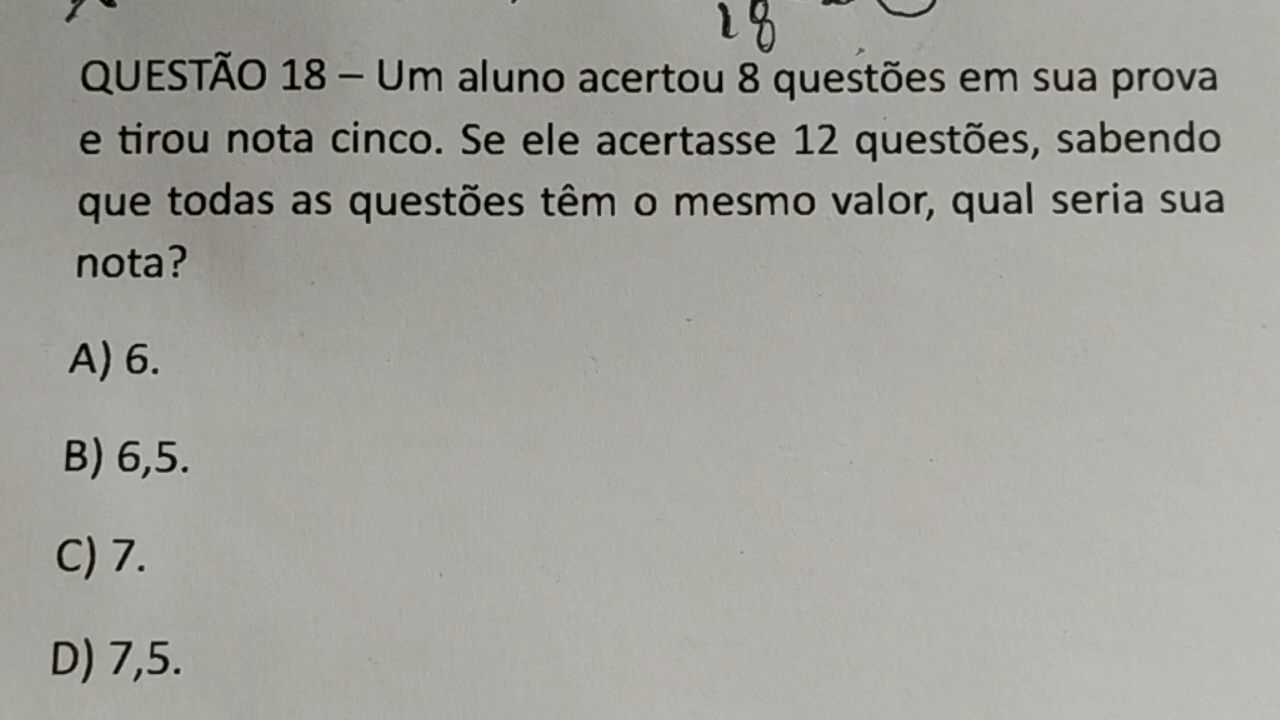 18
QUESTÃO 18 – Um aluno acertou 8 questões em sua prova
e tirou nota cinco. Se ele acertasse 12 questões, sabendo
que todas as questões têm o mesmo valor, qual seria sua
nota?
A) 6.
B) 6,5.
C) 7.
D) 7,5.